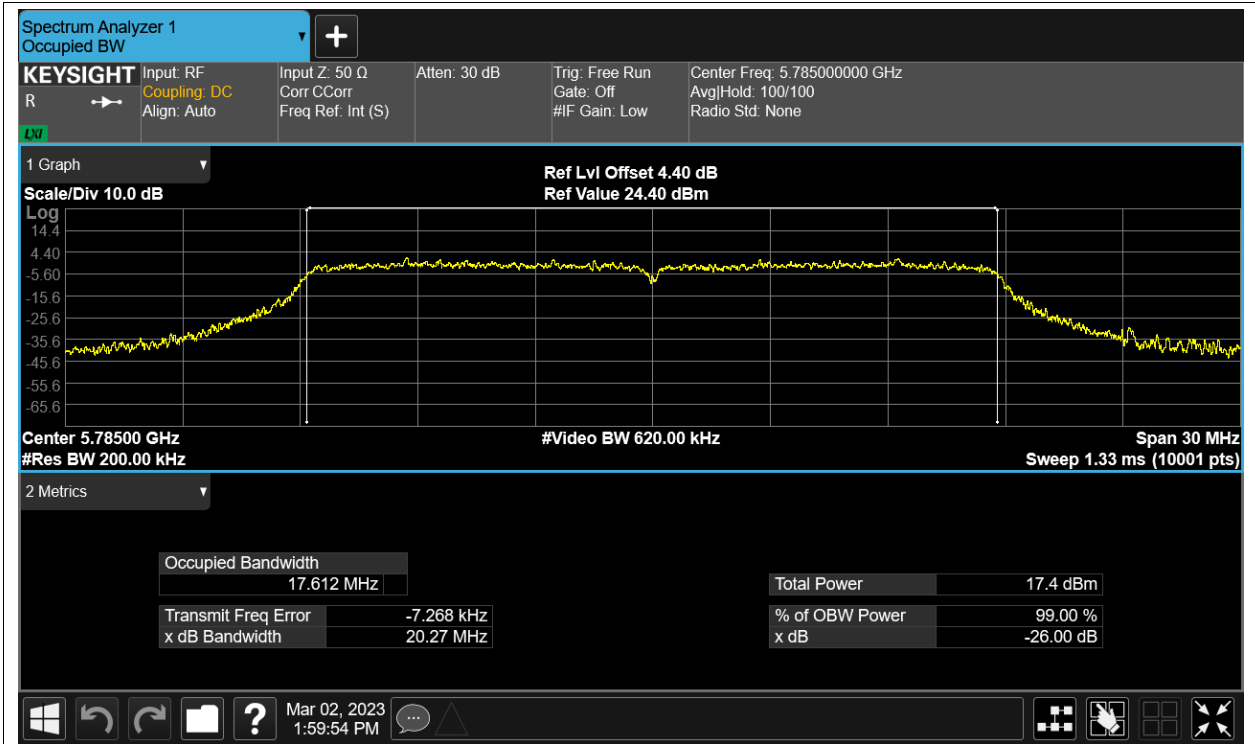 Spectrum Analyzer 1
Occupied BW
KEYSIGHT
R
LXI
Input: RF
Coupling: DC
Align: Auto
Input Z: 50 Ω
Corr CCorr
Freq Ref: Int (S)
Atten: 30 dB
Trig: Free Run
Gate: Off
#IF Gain: Low
Center Freq: 5.785000000 GHz
Avg|Hold: 100/100
Radio Std: None
1 Graph
Scale/Div 10.0 dB
Ref Lvl Offset 4.40 dB
Ref Value 24.40 dBm
Log
14.4
4.40
-5.60
-15.6
-25.6
-35.6
-45.6
-55.6
-65.6
Center 5.78500 GHz
#Video BW 620.00 kHz
Span 30 MHz
#Res BW 200.00 kHz
Sweep 1.33 ms (10001 pts)
2 Metrics
Occupied Bandwidth
17.612 MHz
Total Power 17.4 dBm
Transmit Freq Error -7.268 kHz
% of OBW Power 99.00 %
x dB Bandwidth 20.27 MHz
x dB -26.00 dB
?
Mar 02, 2023
1:59:54 PM